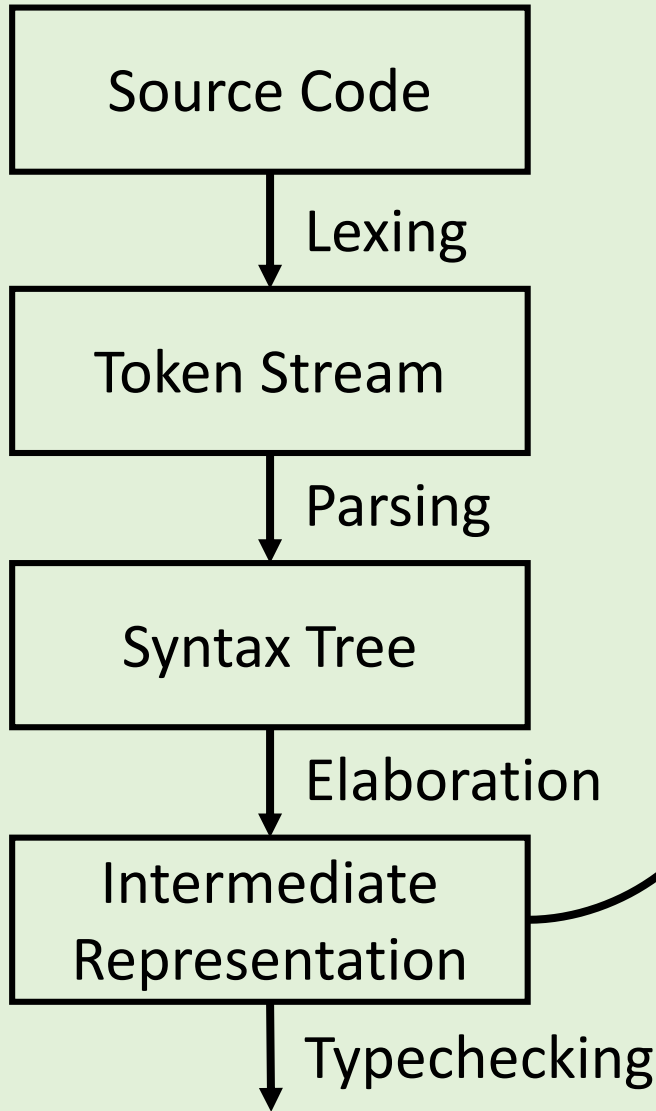 Source Code
Lexing
Token Stream
Parsing
Syntax Tree
Elaboration
Intermediate
Representation
Typechecking